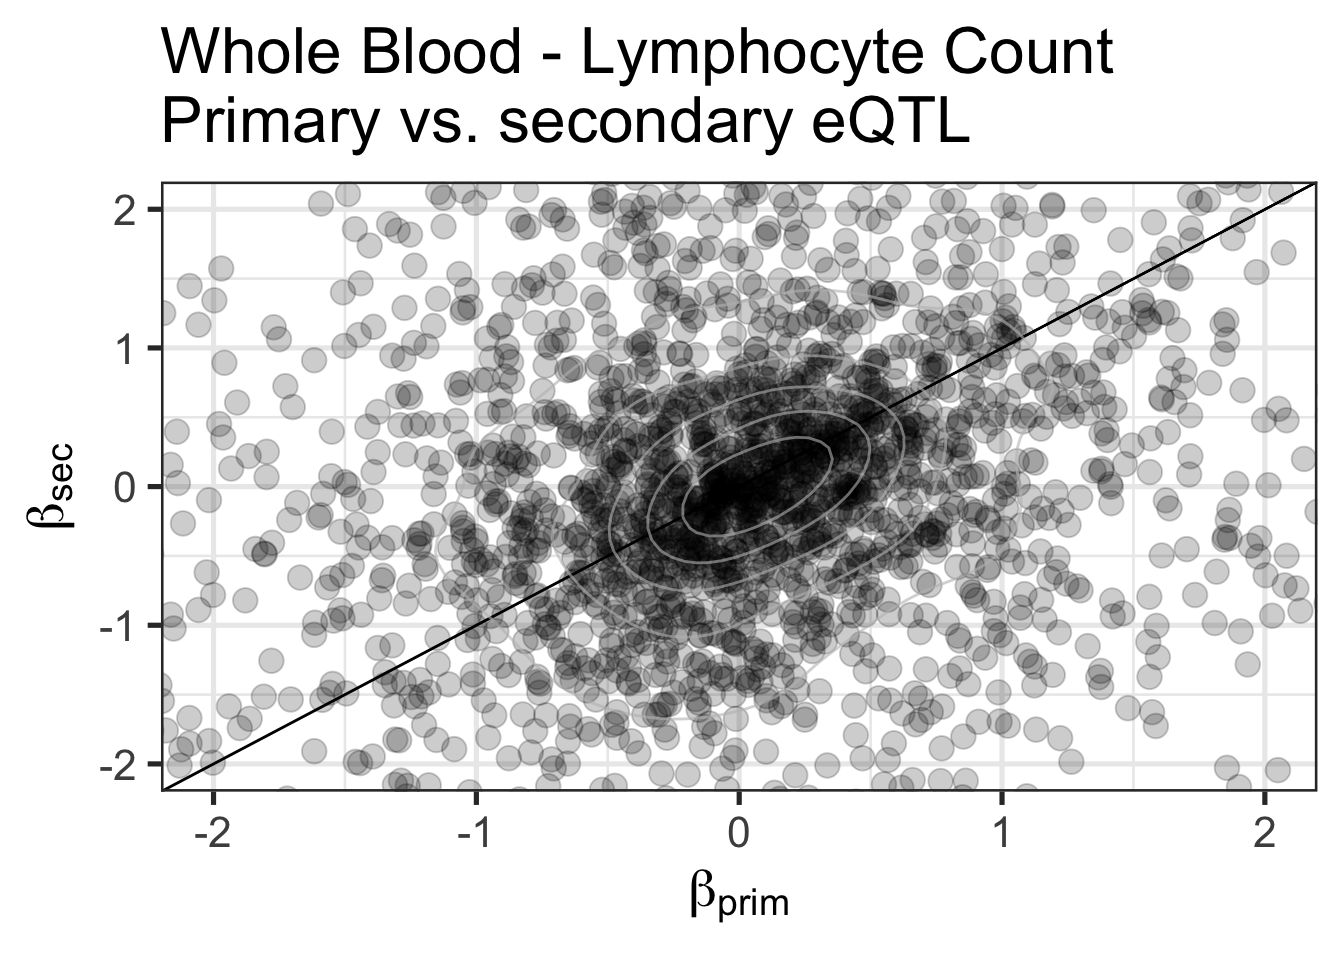 Whole Blood - Lymphocyte Count
Primary vs. secondary eQTL
2
1
0
-1
-2
βsec
-2 -1 0 1 2
βprim